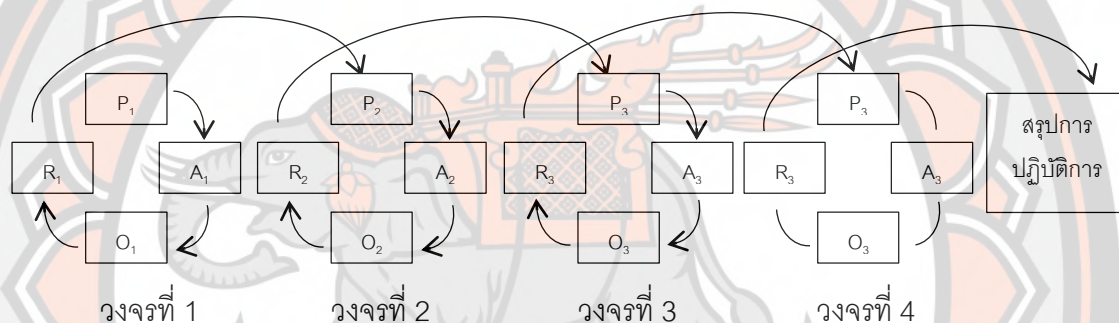 P₁ P₂ P₃ P₃
สรุปการ
ปฏิบัติการ
R₁ A₁ R₂ A₂ R₃ A₃ R₃ A₃
O₁ O₂ O₃ O₃
วงจรที่ 1 วงจรที่ 2 วงจรที่ 3 วงจรที่ 4